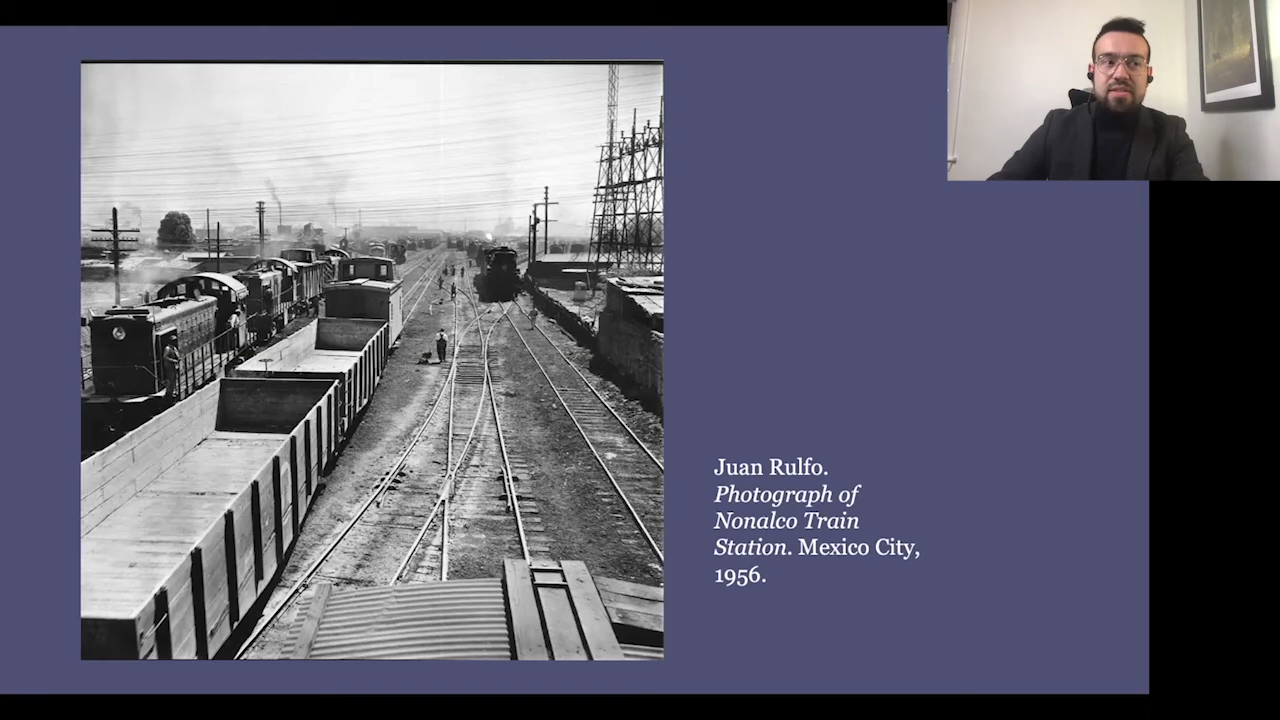 Juan Rulfo.
Photograph of
Nonalco Train
Station. Mexico City,
1956.